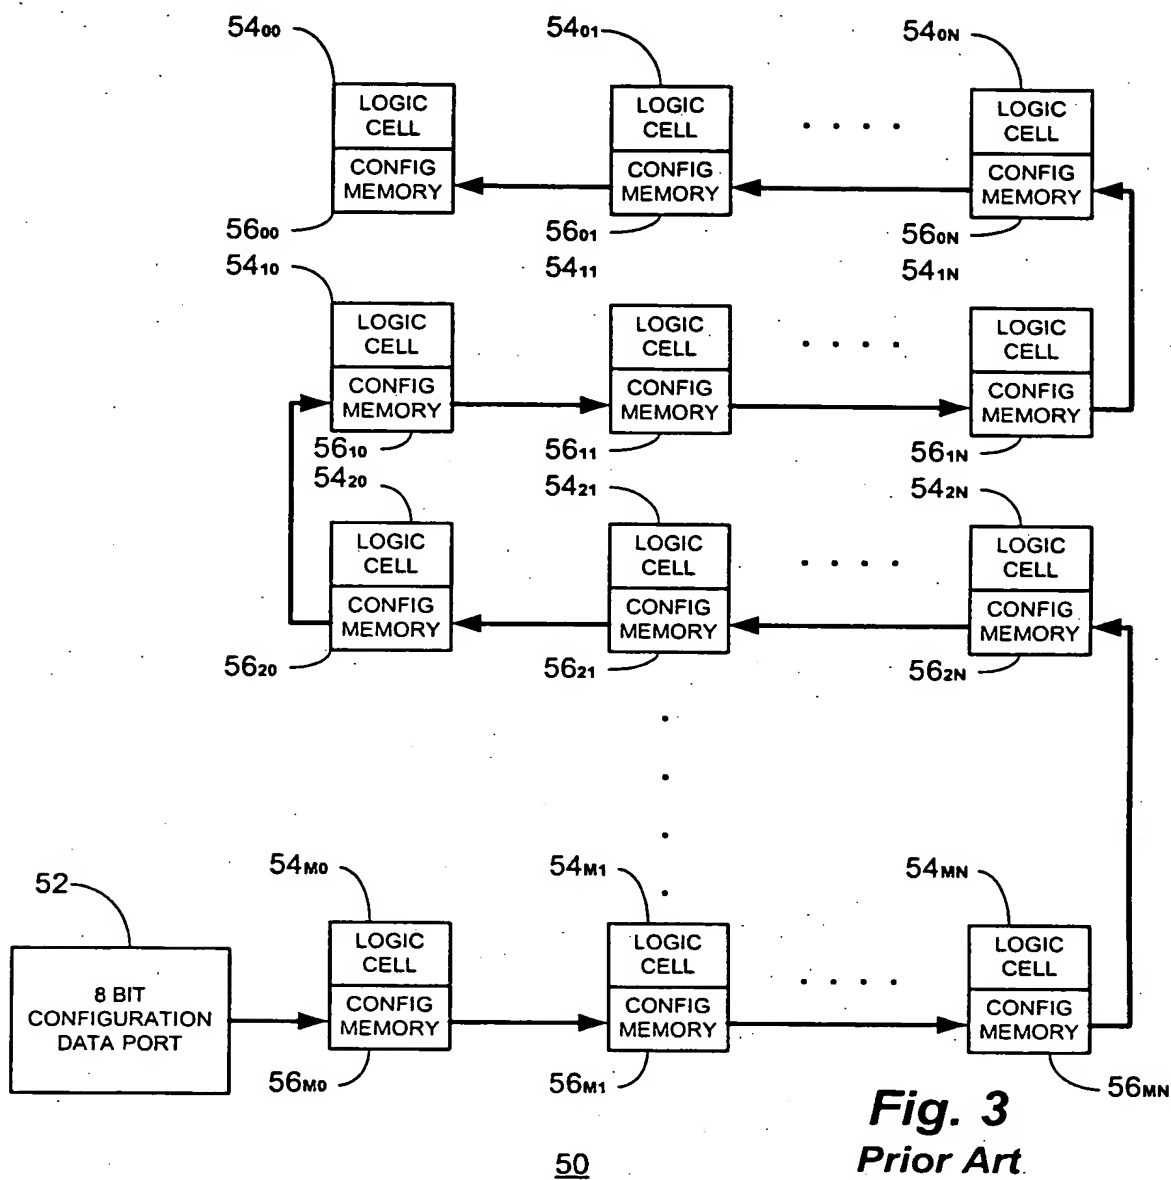 54₀₀ 54₀₁ 54₀N
LOGIC CELL LOGIC CELL LOGIC CELL
CONFIG MEMORY CONFIG MEMORY CONFIG MEMORY
56₀₀ 56₀₁ 56₀N
54₁₀ 54₁₁ 54₁N
LOGIC CELL LOGIC CELL LOGIC CELL
CONFIG MEMORY CONFIG MEMORY CONFIG MEMORY
56₁₀ 56₁₁ 56₁N
54₂₀ 54₂₁ 54₂N
LOGIC CELL LOGIC CELL LOGIC CELL
CONFIG MEMORY CONFIG MEMORY CONFIG MEMORY
56₂₀ 56₂₁ 56₂N
52 54M₀ 54M₁ 54MN
8 BIT
CONFIGURATION
DATA PORT
LOGIC CELL LOGIC CELL LOGIC CELL
CONFIG MEMORY CONFIG MEMORY CONFIG MEMORY
56M₀ 56M₁ 56MN
Fig. 3
Prior Art
50